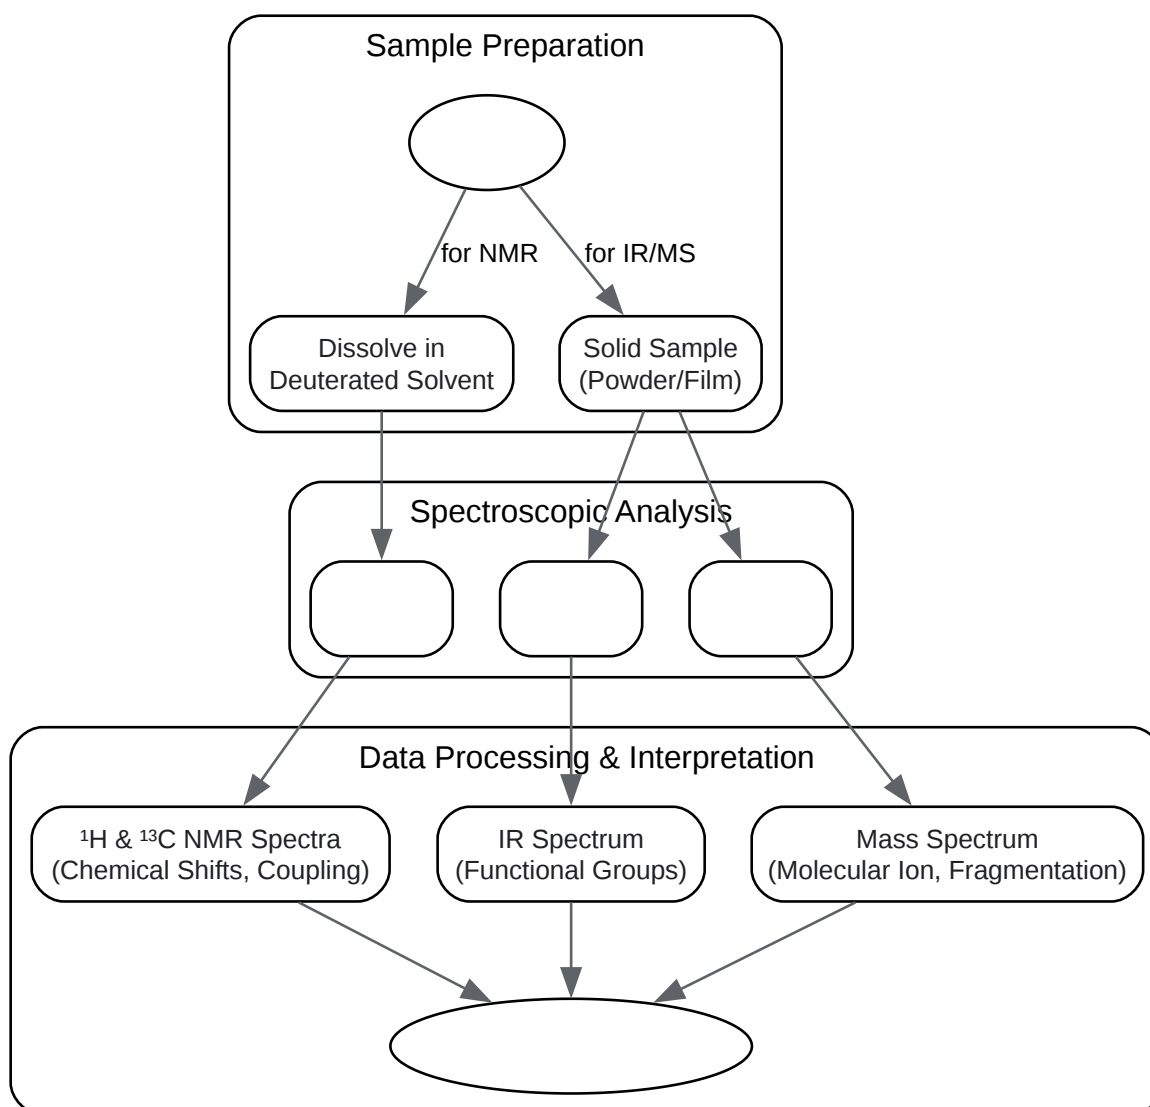 Sample Preparation
for NMR
for IR/MS
Dissolve in
Deuterated Solvent
Solid Sample
(Powder/Film)
Spectroscopic Analysis
Data Processing & Interpretation
¹H & ¹³C NMR Spectra
(Chemical Shifts, Coupling)
IR Spectrum
(Functional Groups)
Mass Spectrum
(Molecular Ion, Fragmentation)